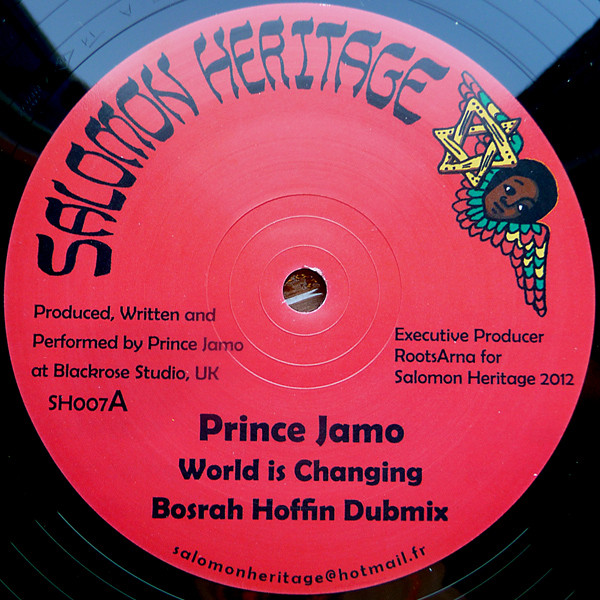 SALOMON HERITAGE
Produced, Written and
Performed by Prince Jamo
at Blackrose Studio, UK
SH007A
Executive Producer
RootsArna for
Salomon Heritage 2012
Prince Jamo
World is Changing
Bosrah Hoffin Dubmix
salomonheritage@hotmail.fr